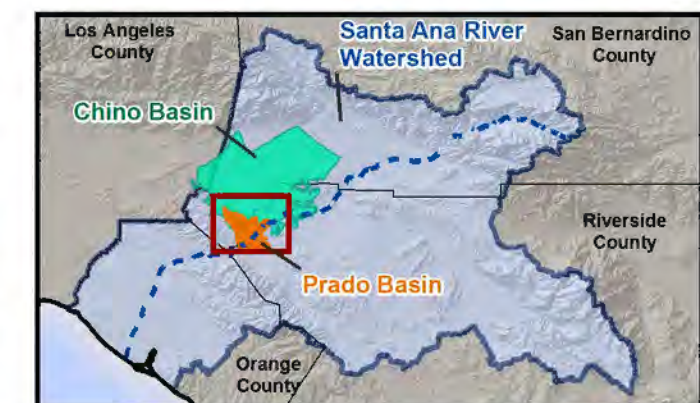 Los Angeles
County
Santa Ana River
Watershed
San Bernardino
County
Chino Basin
Riverside
County
Prado Basin
Orange
County